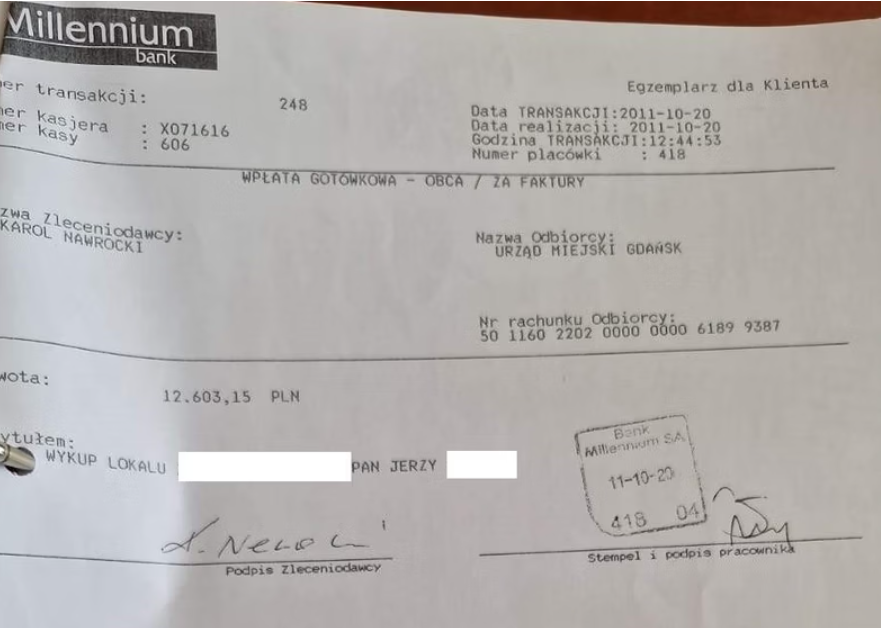 Millennium
bank
er transakcji: 248
Egzemplarz dla Klienta
er kasjera : X071616
mer kasy : 606
Data TRANSAKCJI:2011-10-20
Data realizacji: 2011-10-20
Godzina TRANSAKCJI:12:44:53
Numer placówki : 418
WPŁATA GOTÓWKOWA - OBCA / ZA FAKTURY
zwa Zleceniodawcy:
KAROL NAWROCKI
Nazwa Odbiorcy:
URZĄD MIEJSKI GDAŃSK
Nr rachunku Odbiorcy:
50 1160 2202 0000 0000 6189 9387
wota:
12.603,15 PLN
ytułem:
WYKUP LOKALU PAN JERZY
Bank
Millennium SA
11-10-20
418 04
Podpis Zleceniodawcy
Stempel i podpis pracownika